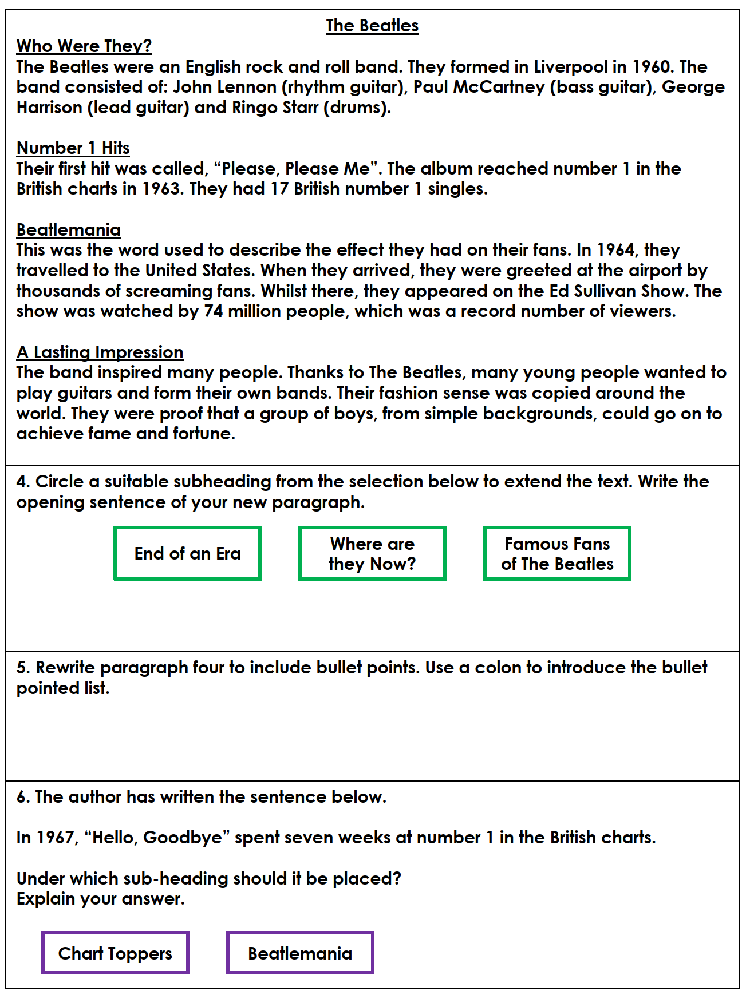 The Beatles
Who Were They?
The Beatles were an English rock and roll band. They formed in Liverpool in 1960. The
band consisted of: John Lennon (rhythm guitar), Paul McCartney (bass guitar), George
Harrison (lead guitar) and Ringo Starr (drums).
Number 1 Hits
Their first hit was called, “Please, Please Me”. The album reached number 1 in the
British charts in 1963. They had 17 British number 1 singles.
Beatlemania
This was the word used to describe the effect they had on their fans. In 1964, they
travelled to the United States. When they arrived, they were greeted at the airport by
thousands of screaming fans. Whilst there, they appeared on the Ed Sullivan Show. The
show was watched by 74 million people, which was a record number of viewers.
A Lasting Impression
The band inspired many people. Thanks to The Beatles, many young people wanted to
play guitars and form their own bands. Their fashion sense was copied around the
world. They were proof that a group of boys, from simple backgrounds, could go on to
achieve fame and fortune.
4. Circle a suitable subheading from the selection below to extend the text. Write the
opening sentence of your new paragraph.
End of an Era
Where are
they Now?
Famous Fans
of The Beatles
5. Rewrite paragraph four to include bullet points. Use a colon to introduce the bullet
pointed list.
6. The author has written the sentence below.
In 1967, “Hello, Goodbye” spent seven weeks at number 1 in the British charts.
Under which sub-heading should it be placed?
Explain your answer.
Chart Toppers
Beatlemania